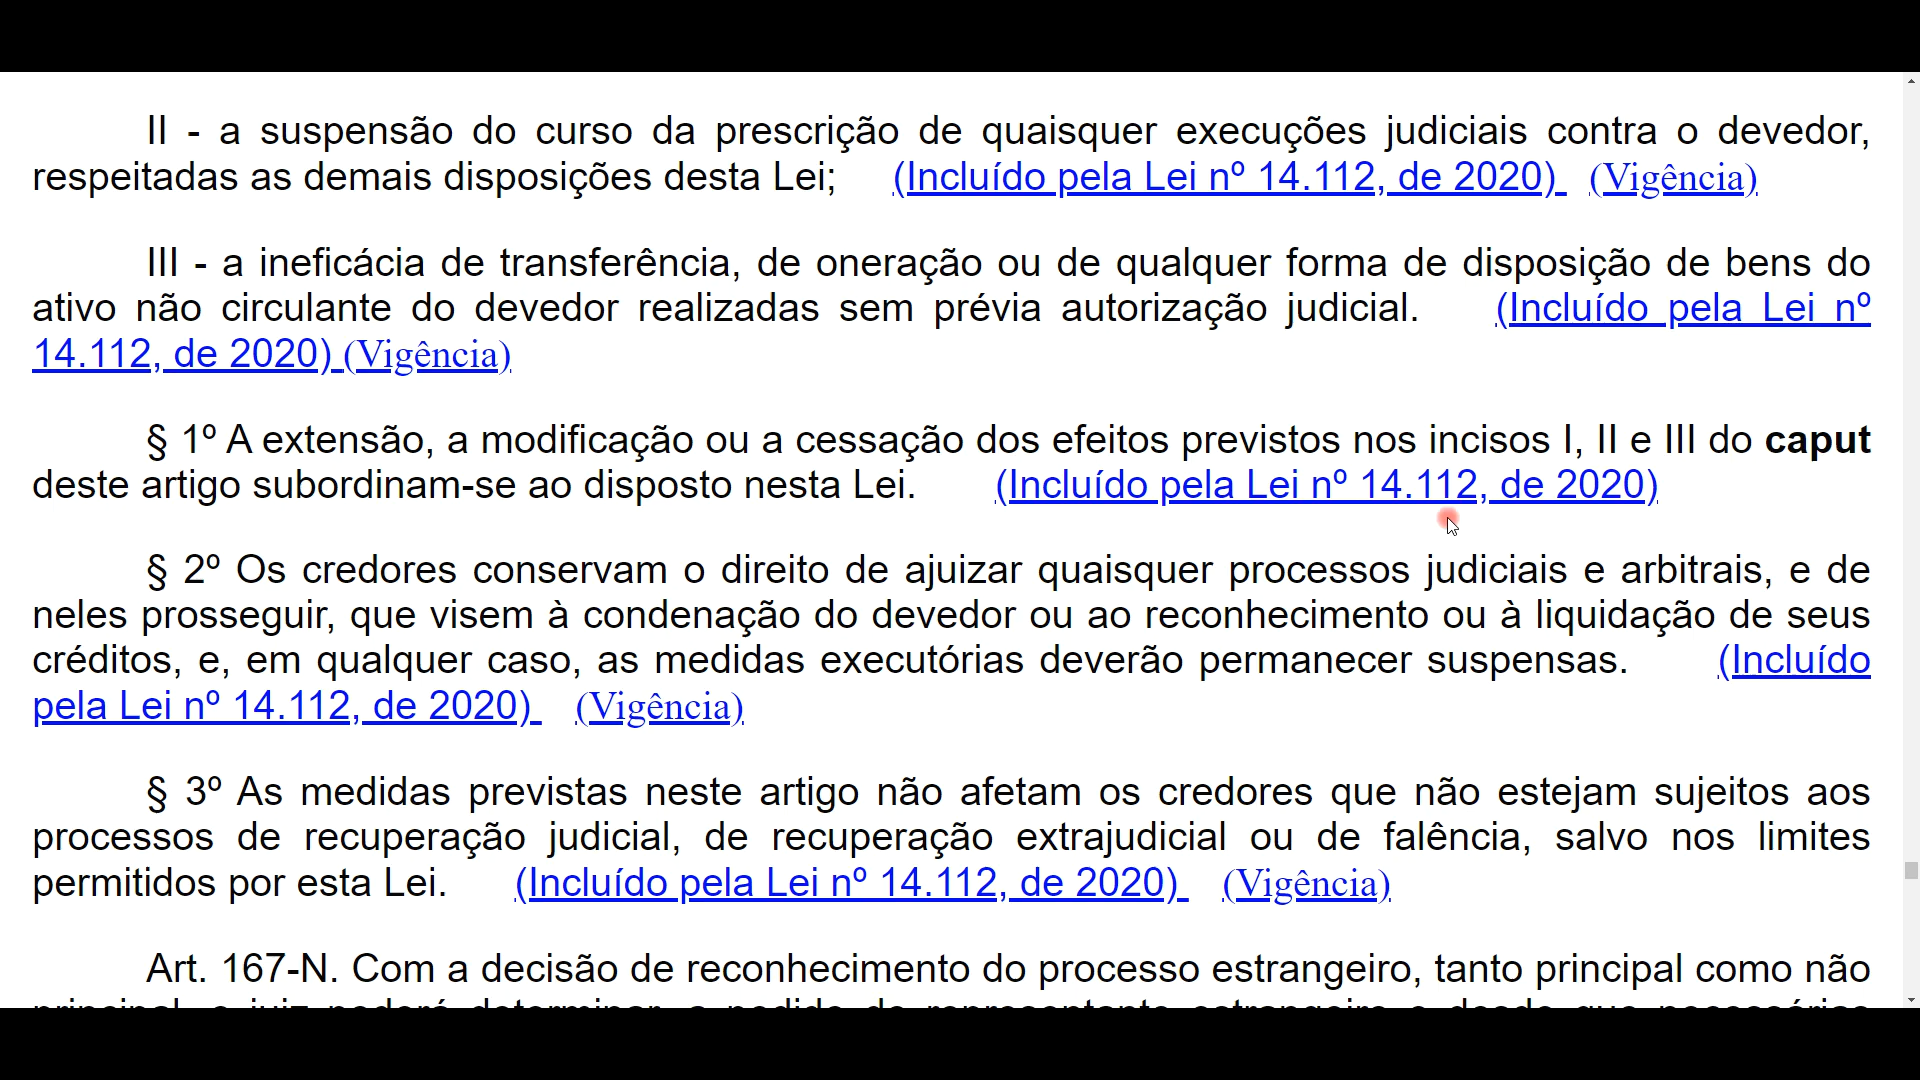 II - a suspensão do curso da prescrição de quaisquer execuções judiciais contra o devedor,
respeitadas as demais disposições desta Lei; (Incluído pela Lei nº 14.112, de 2020) (Vigência)
III - a ineficácia de transferência, de oneração ou de qualquer forma de disposição de bens do
ativo não circulante do devedor realizadas sem prévia autorização judicial. (Incluído pela Lei nº
14.112, de 2020) (Vigência)
§ 1º A extensão, a modificação ou a cessação dos efeitos previstos nos incisos I, II e III do caput
deste artigo subordinam-se ao disposto nesta Lei. (Incluído pela Lei nº 14.112, de 2020)
§ 2º Os credores conservam o direito de ajuizar quaisquer processos judiciais e arbitrais, e de
neles prosseguir, que visem à condenação do devedor ou ao reconhecimento ou à liquidação de seus
créditos, e, em qualquer caso, as medidas executórias deverão permanecer suspensas. (Incluído
pela Lei nº 14.112, de 2020) (Vigência)
§ 3º As medidas previstas neste artigo não afetam os credores que não estejam sujeitos aos
processos de recuperação judicial, de recuperação extrajudicial ou de falência, salvo nos limites
permitidos por esta Lei. (Incluído pela Lei nº 14.112, de 2020) (Vigência)
Art. 167-N. Com a decisão de reconhecimento do processo estrangeiro, tanto principal como não